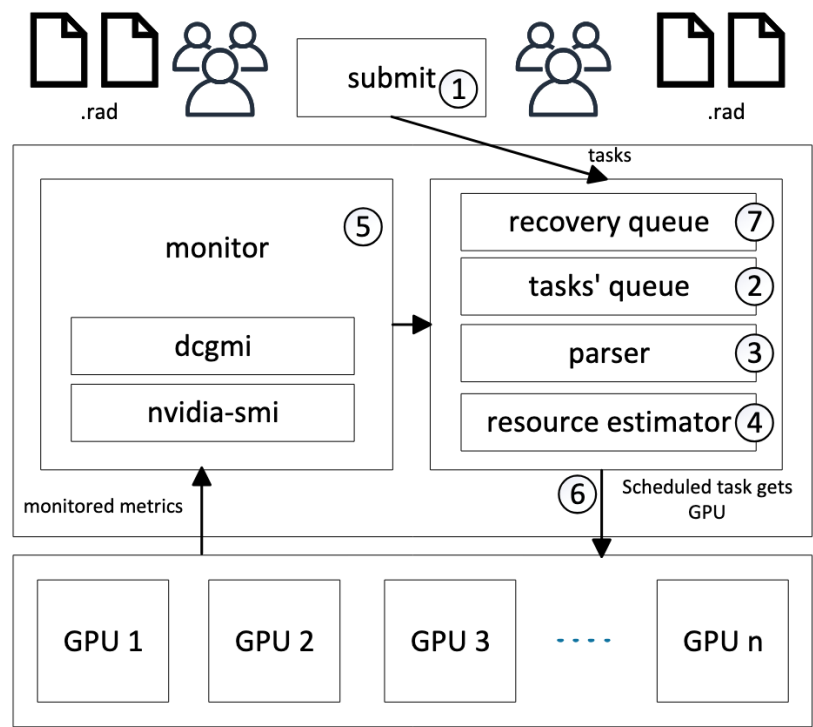 submit ①
.rad
.rad
tasks
monitor ⑤
dcgmi
nvidia-smi
recovery queue ⑦
tasks' queue ②
parser ③
resource estimator ④
monitored metrics
⑥
Scheduled task gets
GPU
GPU 1
GPU 2
GPU 3
GPU n